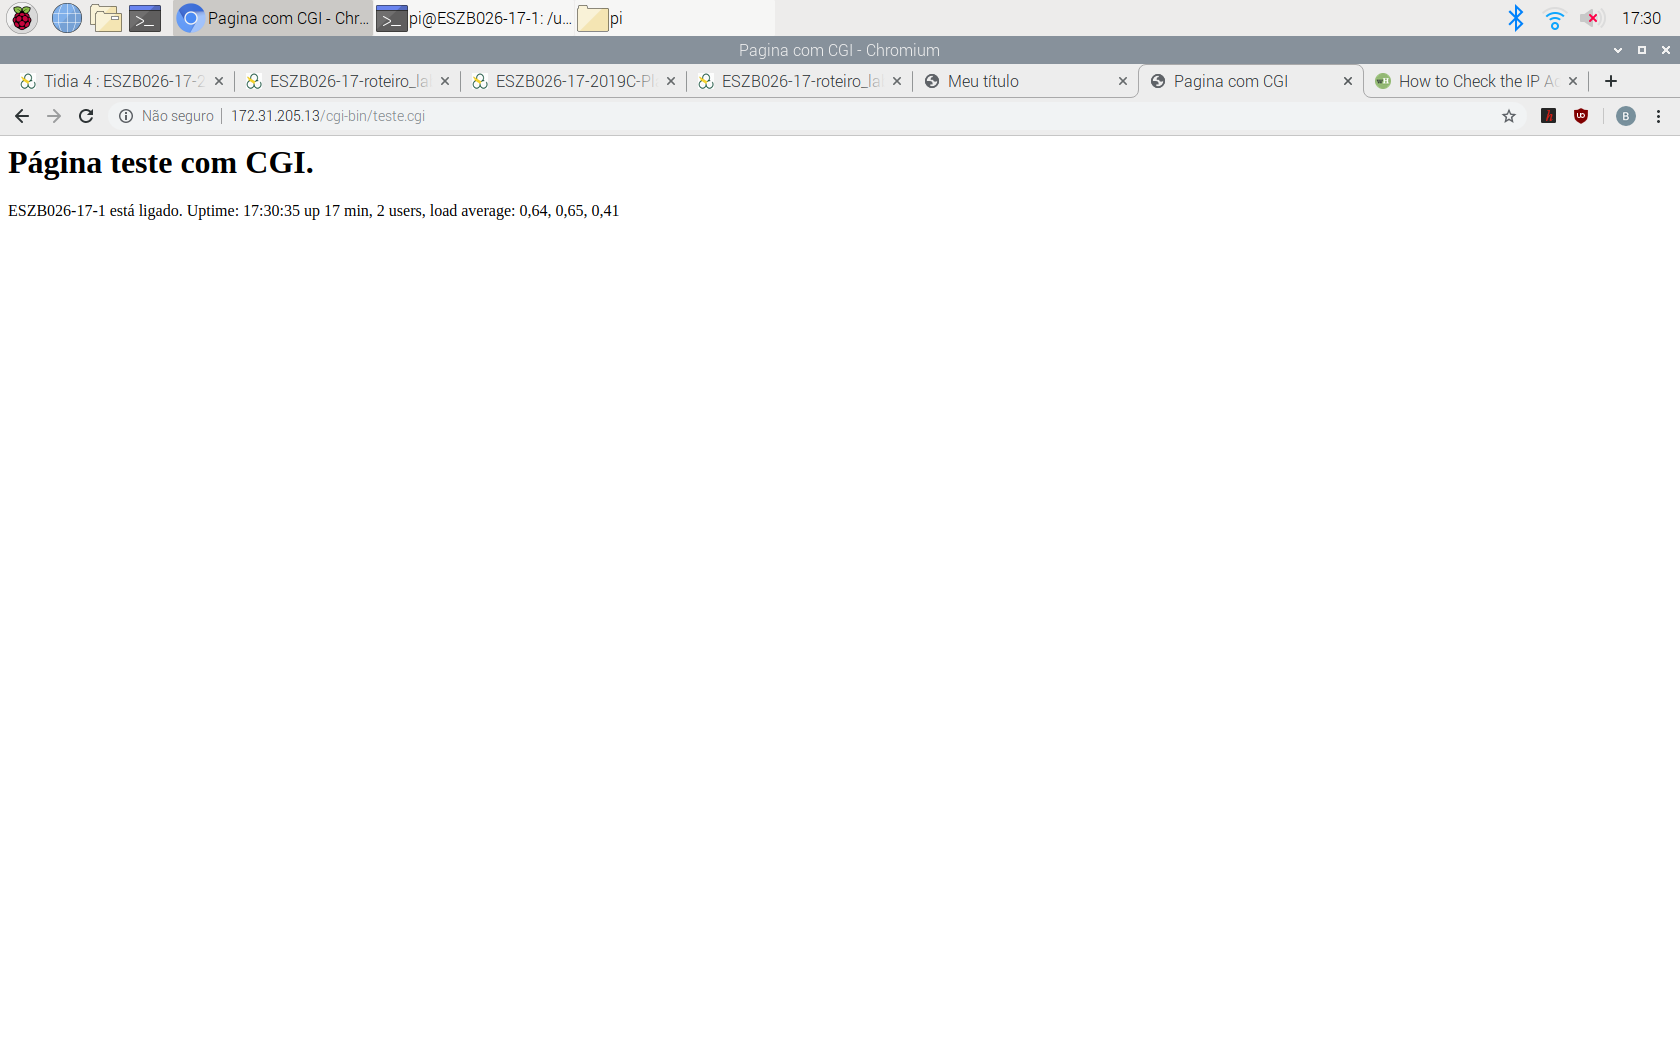 Pagina com CGI - Chr... pi@ESZB026-17-1: /u... pi 17:30
Pagina com CGI - Chromium
Tidia 4 : ESZB026-17-2 ESZB026-17-roteiro_la ESZB026-17-2019C-Pl ESZB026-17-roteiro_la Meu título Pagina com CGI How to Check the IP Ad
Não seguro 172.31.205.13/cgi-bin/teste.cgi B
Página teste com CGI.
ESZB026-17-1 está ligado. Uptime: 17:30:35 up 17 min, 2 users, load average: 0,64, 0,65, 0,41